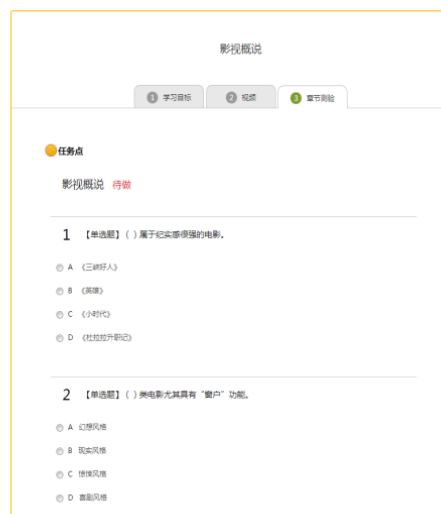 影视概说
1 学习目标 2 视频 3 章节测验
任务点
影视概说 待做
1 【单选题】( ) 属于纪实感很强的电影。
A 《三峡好人》
B 《英雄》
C 《小时代》
D 《杜拉拉升职记》
2 【单选题】( ) 类电影尤其具有“窗户”功能。
A 幻想风格
B 现实风格
C 惊悚风格
D 喜剧风格